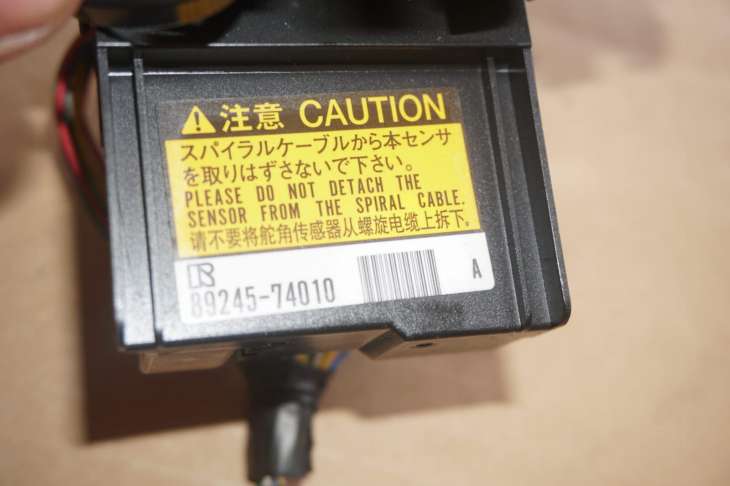 注意 CAUTION
スパイラルケーブルから本センサ
を取りはずさないで下さい。
PLEASE DO NOT DETACH THE
SENSOR FROM THE SPIRAL CABLE.
请不要将舵角传感器从螺旋电缆上拆下。
89245-74010
A